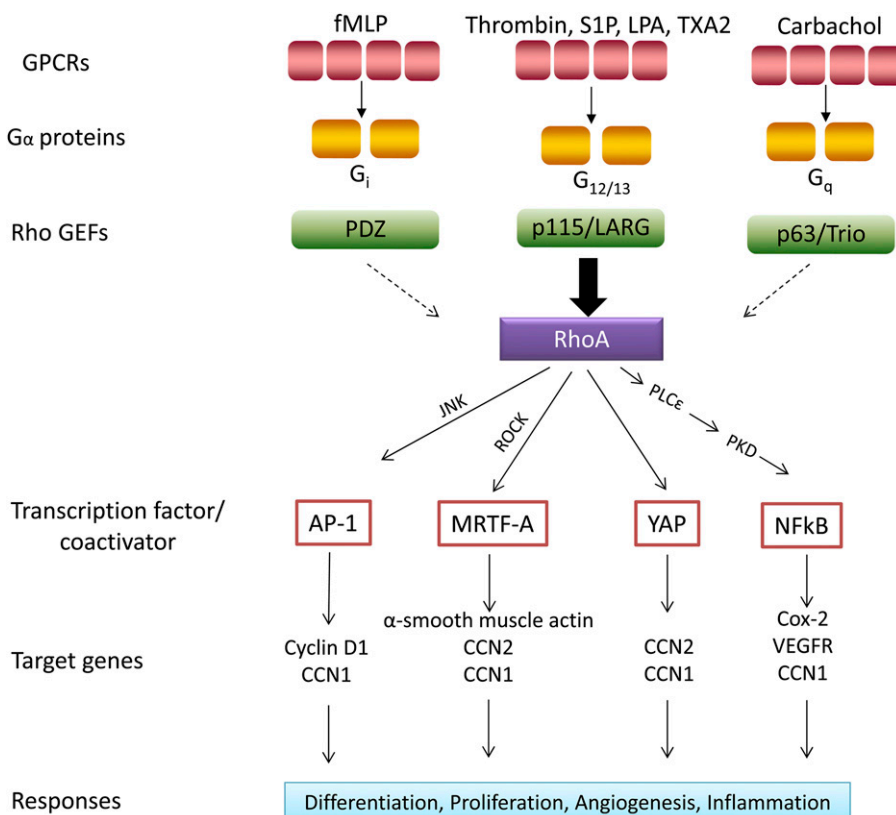 fMLP
Thrombin, S1P, LPA, TXA2
Carbachol
GPCRs
Gα proteins
Gi
G12/13
Gq
Rho GEFs
PDZ
p115/LARG
p63/Trio
RhoA
JNK
ROCK
PLCε
PKD
Transcription factor/
coactivator
AP-1
MRTF-A
YAP
NFkB
Target genes
Cyclin D1
CCN1
α-smooth muscle actin
CCN2
CCN1
CCN2
CCN1
Cox-2
VEGFR
CCN1
Responses
Differentiation, Proliferation, Angiogenesis, Inflammation